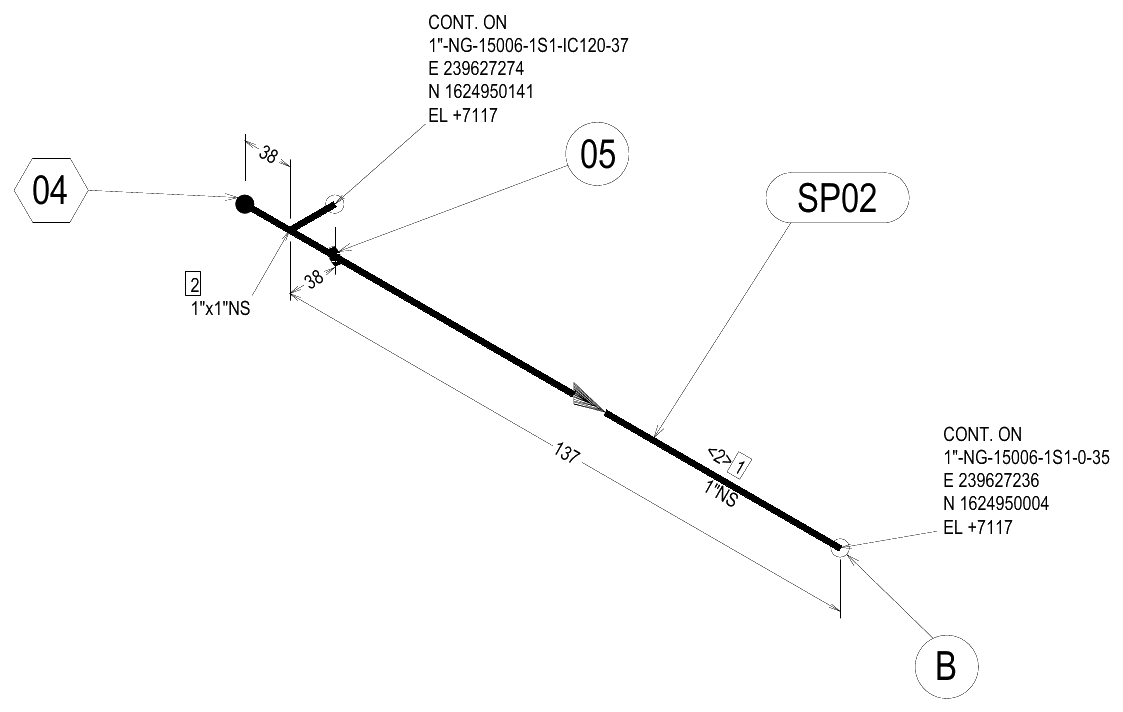 CONT. ON
1"-NG-15006-1S1-IC120-37
E 239627274
N 1624950141
EL +7117
38
05
04
SP02
38
2
1"x1"NS
137
<2> 1
1"NS
CONT. ON
1"-NG-15006-1S1-0-35
E 239627236
N 1624950004
EL +7117
B